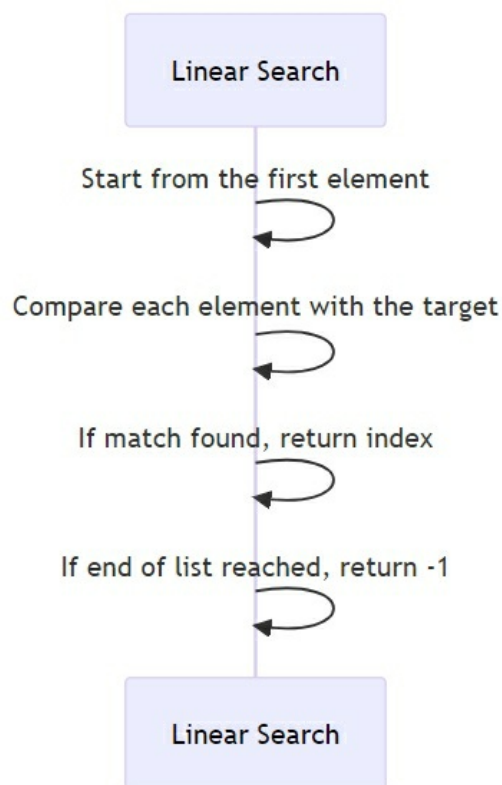 Linear Search
Start from the first element
Compare each element with the target
If match found, return index
If end of list reached, return -1
Linear Search